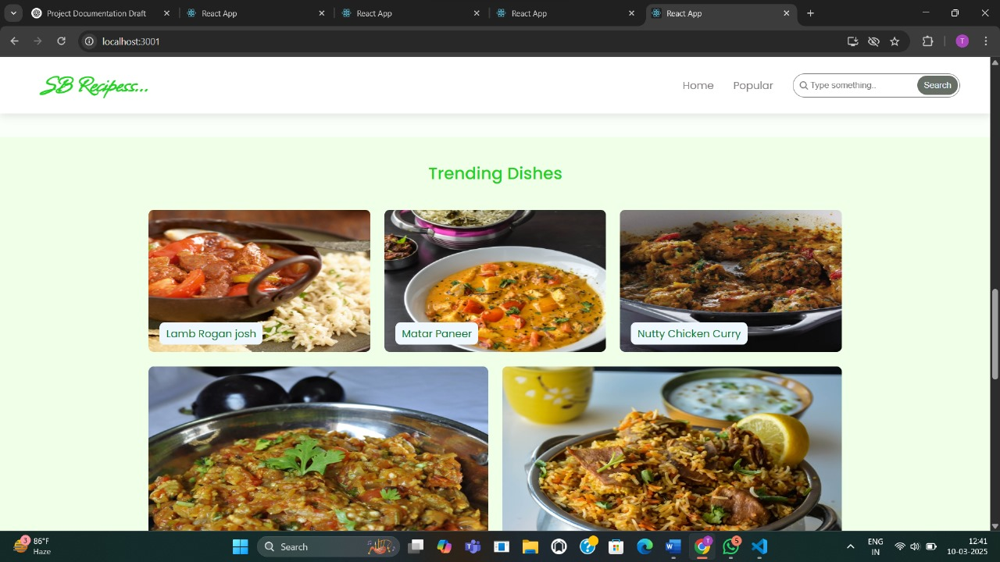 Project Documentation Draft
React App
React App
React App
React App
localhost:3001
T
SB Recipess...
Home
Popular
Type something..
Search
Trending Dishes
Lamb Rogan josh
Matar Paneer
Nutty Chicken Curry
3
86°F
Haze
Search
T
5
ENG
IN
12:41
10-03-2025